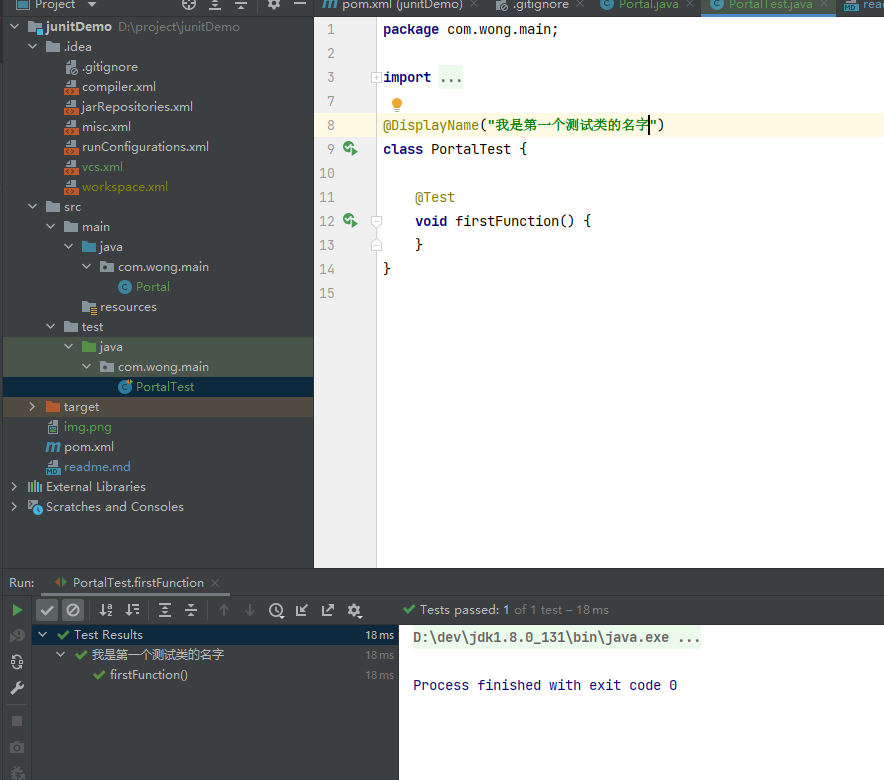 Project
pom.xml (junitDemo)
.gitignore
Portal.java
PortalTest.java
junitDemo D:\project\junitDemo
.idea
.gitignore
compiler.xml
jarRepositories.xml
misc.xml
runConfigurations.xml
vcs.xml
workspace.xml
src
main
java
com.wong.main
Portal
resources
test
java
com.wong.main
PortalTest
target
img.png
pom.xml
readme.md
External Libraries
Scratches and Consoles
1 package com.wong.main;
2
3 import ...
7
8 @DisplayName("我是第一个测试类的名字")
9 class PortalTest {
10
11 @Test
12 void firstFunction() {
13 }
14 }
15
Run: PortalTest.firstFunction
Tests passed: 1 of 1 test – 18 ms
Test Results 18 ms
我是第一个测试类的名字 18 ms
firstFunction() 18 ms
D:\dev\jdk1.8.0_131\bin\java.exe ...
Process finished with exit code 0